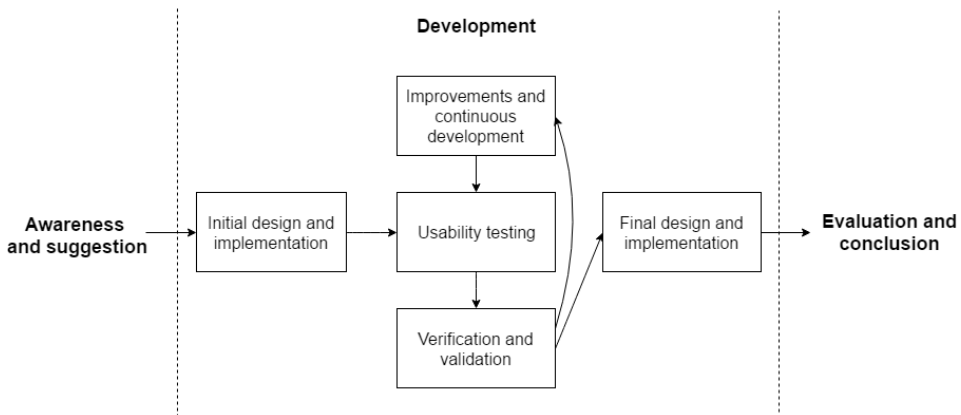 Development
Improvements and
continuous
development
Awareness
and suggestion
Initial design and
implementation
Usability testing
Final design and
implementation
Evaluation and
conclusion
Verification and
validation